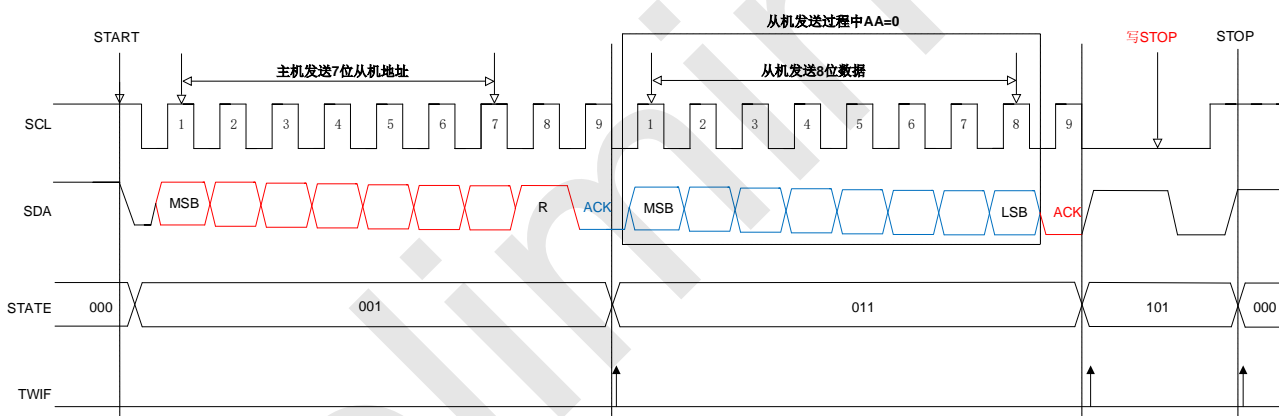 从机发送过程中AA=0
START
写STOP
STOP
主机发送7位从机地址
从机发送8位数据
SCL
1 2 3 4 5 6 7 8 9 1 2 3 4 5 6 7 8 9
SDA
MSB R ACK MSB LSB ACK
STATE
000 001 011 101 000
TWIF